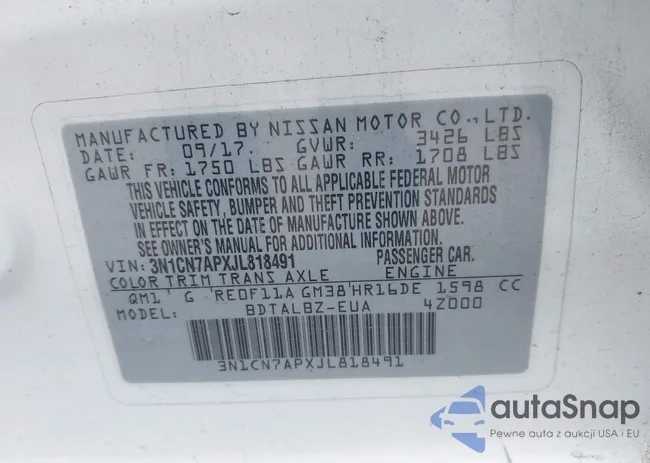 MANUFACTURED BY NISSAN MOTOR CO., LTD.
DATE: 09/17. GVWR: 3426 LBS
GAWR FR: 1750 LBS GAWR RR: 1708 LBS
THIS VEHICLE CONFORMS TO ALL APPLICABLE FEDERAL MOTOR
VEHICLE SAFETY, BUMPER AND THEFT PREVENTION STANDARDS
IN EFFECT ON THE DATE OF MANUFACTURE SHOWN ABOVE.
SEE OWNER'S MANUAL FOR ADDITIONAL INFORMATION.
VIN: 3N1CN7APXJL818491 PASSENGER CAR.
COLOR TRIM TRANS AXLE ENGINE
QM1 G RE0F11A GM38 HR16DE 1598 CC
MODEL: BDTALBZ-EUA 4Z000
3N1CN7APXJL818491
autaSnap
Pewne auta z aukcji USA i EU